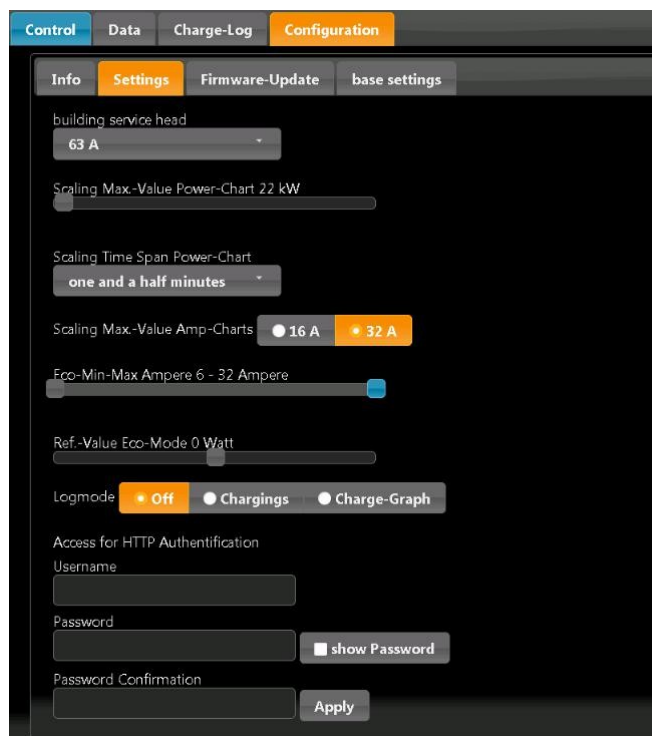 Control Data Charge-Log Configuration
Info Settings Firmware-Update base settings
building service head
63 A
Scaling Max.-Value Power-Chart 22 kW
Scaling Time Span Power-Chart
one and a half minutes
Scaling Max.-Value Amp-Charts 16 A 32 A
Eco-Min-Max Ampere 6 - 32 Ampere
Ref.-Value Eco-Mode 0 Watt
Logmode Off Chargings Charge-Graph
Access for HTTP Authentification
Username
Password
show Password
Password Confirmation
Apply